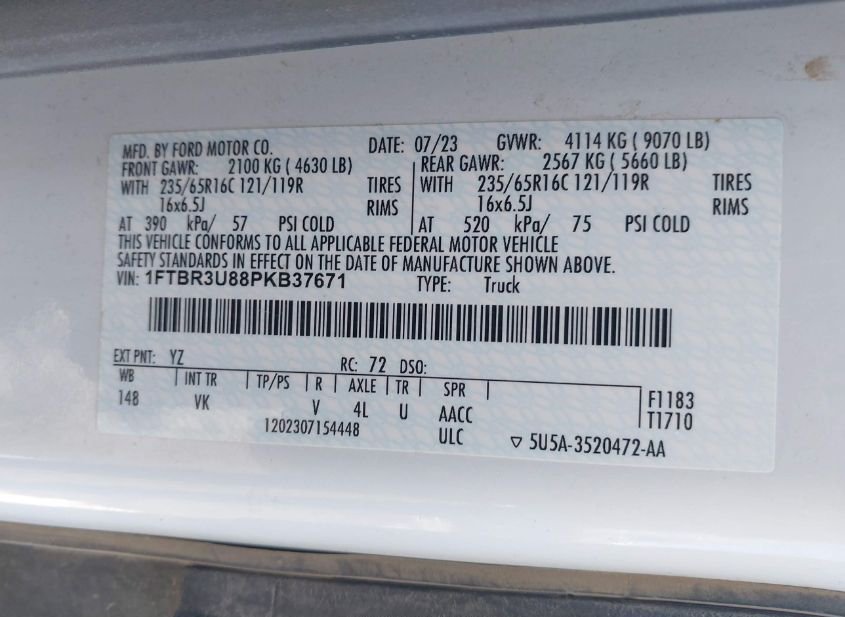 MFD. BY FORD MOTOR CO. DATE: 07/23 GVWR: 4114 KG ( 9070 LB)
FRONT GAWR: 2100 KG ( 4630 LB) REAR GAWR: 2567 KG ( 5660 LB)
WITH 235/65R16C 121/119R TIRES WITH 235/65R16C 121/119R TIRES
16x6.5J RIMS 16x6.5J RIMS
AT 390 kPa/ 57 PSI COLD AT 520 kPa/ 75 PSI COLD
THIS VEHICLE CONFORMS TO ALL APPLICABLE FEDERAL MOTOR VEHICLE
SAFETY STANDARDS IN EFFECT ON THE DATE OF MANUFACTURE SHOWN ABOVE.
VIN: 1FTBR3U88PKB37671 TYPE: Truck
EXT PNT: YZ RC: 72 DSO:
WB INT TR TP/PS R AXLE TR SPR F1183
148 VK V 4L U AACC T1710
1202307154448 ULC ▽ 5U5A-3520472-AA